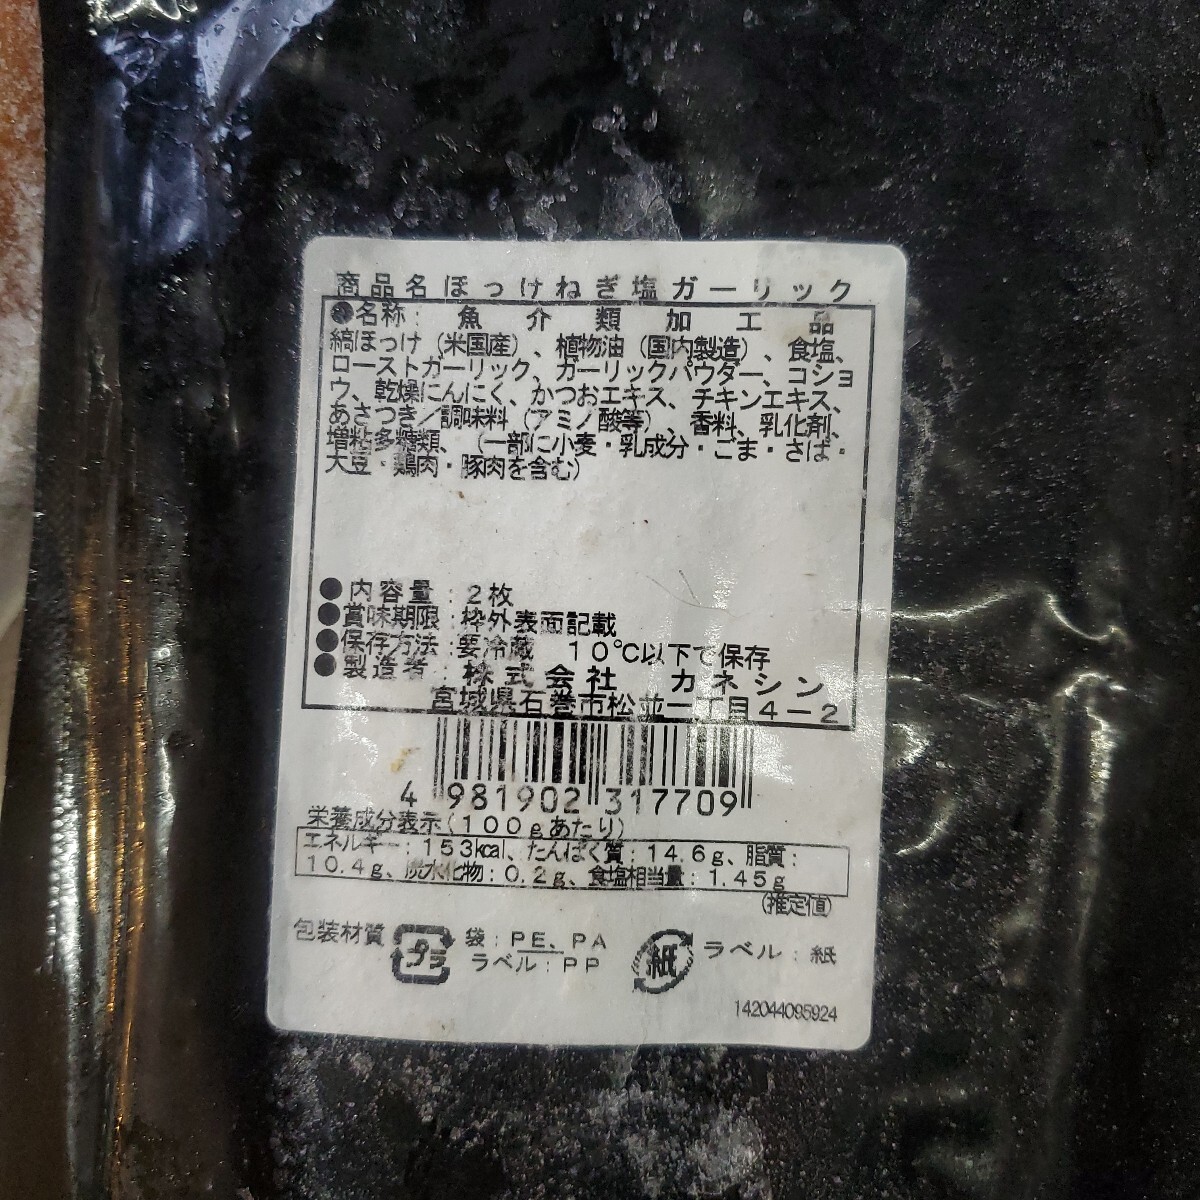 商品名ほっけねぎ塩ガーリック
●名称：魚介類加工品
縞ほっけ（米国産）、植物油（国内製造）、食塩、
ローストガーリック、ガーリックパウダー、コショ
ウ、乾燥にんにく、かつおエキス、チキンエキス、
あさつき／調味料（アミノ酸等）、香料、乳化剤、
増粘多糖類、（一部に小麦・乳成分・ごま・さば・
大豆・鶏肉・豚肉を含む）
●内容量：２枚
●賞味期限：枠外表面記載
●保存方法：要冷蔵　１０℃以下で保存
●製造者：株式会社　カネシン
宮城県石巻市松並一丁目４－２
4 981902 317709
栄養成分表示（１００ｇあたり）
エネルギー：１５３kcal、たんぱく質：１４.６ｇ、脂質：
１０.４ｇ、炭水化物：０.２ｇ、食塩相当量：１.４５ｇ
（推定値）
包装材質 プラ 袋：ＰＥ、ＰＡ
ラベル：ＰＰ
紙 ラベル：紙
142044095924